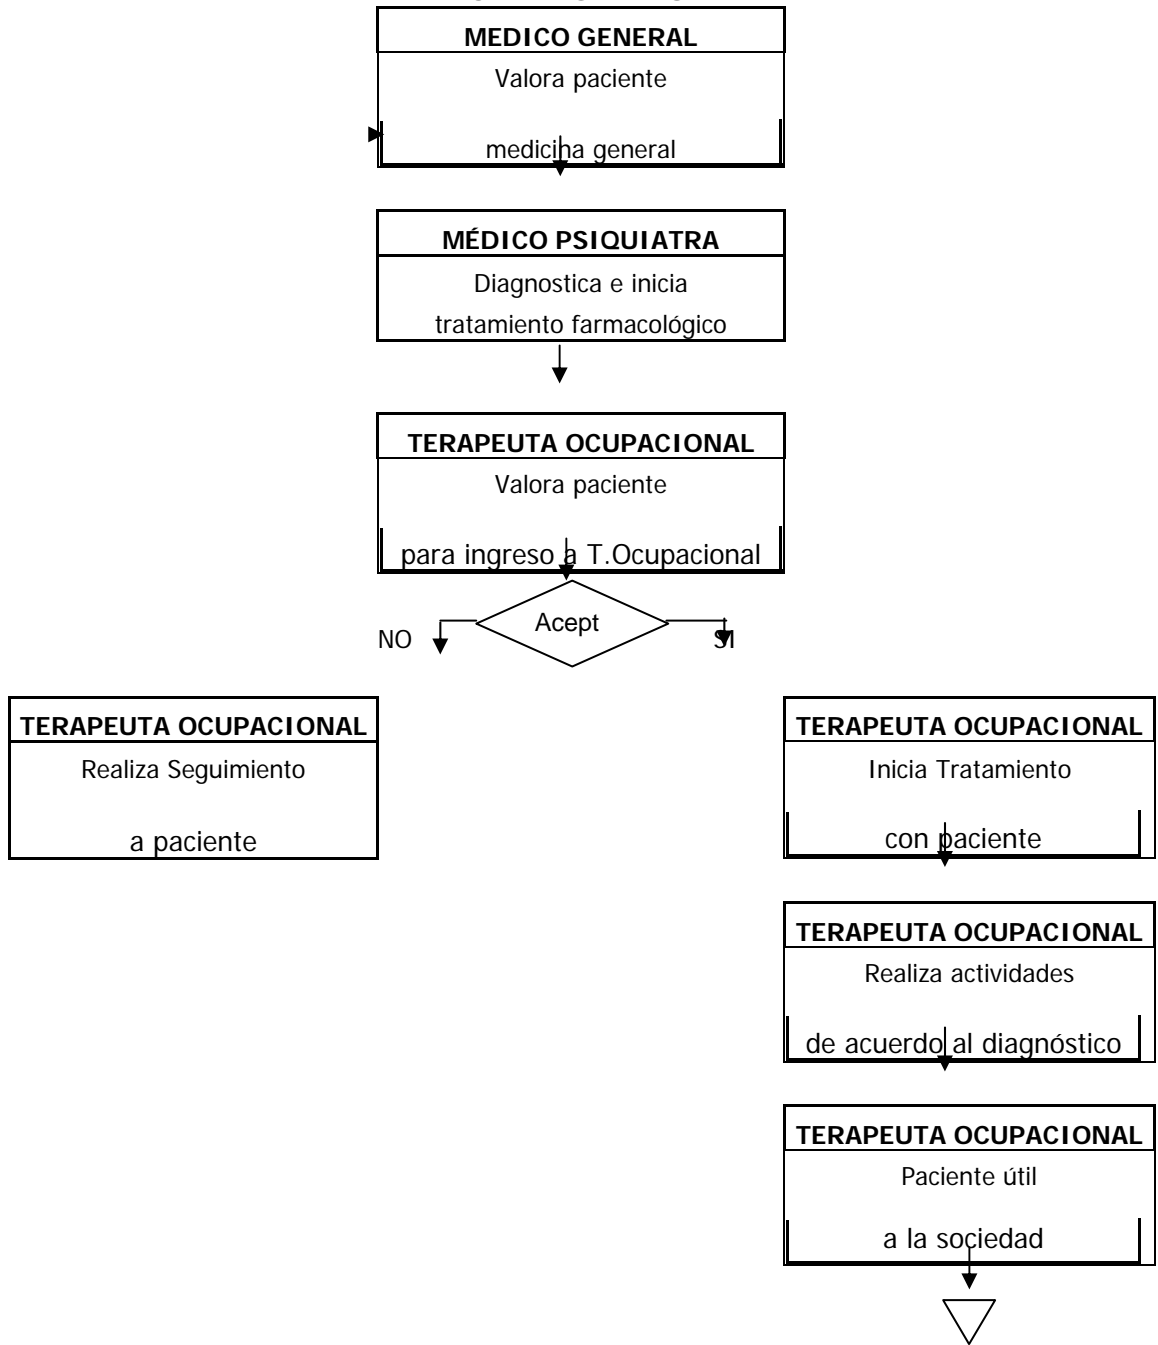 MEDICO GENERAL
Valora paciente
medicina general
MÉDICO PSIQUIATRA
Diagnostica e inicia
tratamiento farmacológico
TERAPEUTA OCUPACIONAL
Valora paciente
para ingreso a T.Ocupacional
Acept
NO
SI
TERAPEUTA OCUPACIONAL
Realiza Seguimiento
a paciente
TERAPEUTA OCUPACIONAL
Inicia Tratamiento
con paciente
TERAPEUTA OCUPACIONAL
Realiza actividades
de acuerdo al diagnóstico
TERAPEUTA OCUPACIONAL
Paciente útil
a la sociedad